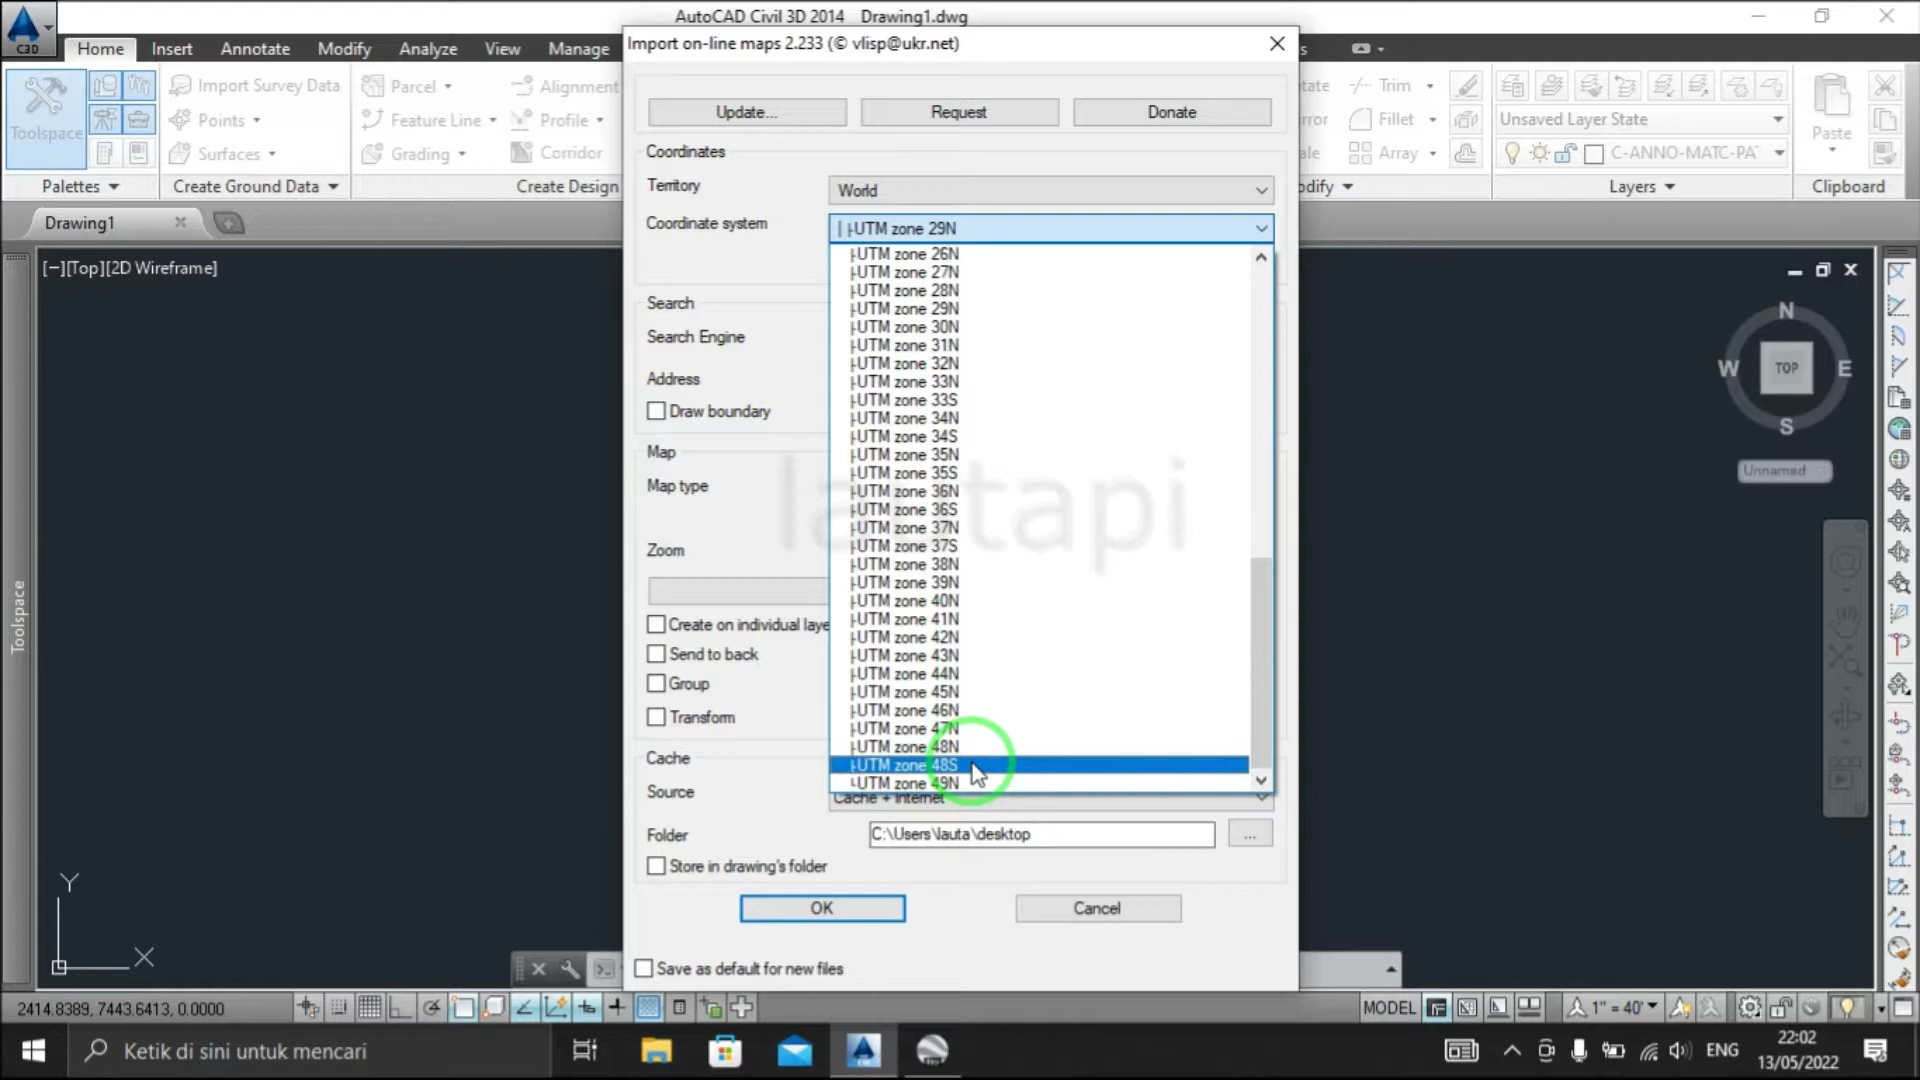 AutoCAD Civil 3D 2014 Drawing1.dwg
C3D
Home Insert Annotate Modify Analyze View Manage
Import on-line maps 2.233 (© vlisp@ukr.net)
Toolspace
Import Survey Data
Points
Surfaces
Parcel
Feature Line
Grading
Alignment
Profile
Corridor
Trim
Fillet
Array
Unsaved Layer State
C-ANNO-MATC-PAT
Paste
Palettes
Create Ground Data
Create Design
Layers
Clipboard
Drawing1
[−][Top][2D Wireframe]
Update...
Request
Donate
Coordinates
Territory
World
Coordinate system
UTM zone 29N
UTM zone 26N
UTM zone 27N
UTM zone 28N
UTM zone 29N
UTM zone 30N
UTM zone 31N
UTM zone 32N
UTM zone 33N
UTM zone 33S
UTM zone 34N
UTM zone 34S
UTM zone 35N
UTM zone 35S
UTM zone 36N
UTM zone 36S
UTM zone 37N
UTM zone 37S
UTM zone 38N
UTM zone 39N
UTM zone 40N
UTM zone 41N
UTM zone 42N
UTM zone 43N
UTM zone 44N
UTM zone 45N
UTM zone 46N
UTM zone 47N
UTM zone 48N
UTM zone 48S
UTM zone 49N
Search
Search Engine
Address
Draw boundary
Map
Map type
Zoom
Create on individual laye
Send to back
Group
Transform
Cache
Source
Cache + Internet
Folder
C:\Users\lauta\desktop
...
Store in drawing's folder
OK
Cancel
Save as default for new files
lautapi
N
W
TOP
E
S
Unnamed
Toolspace
Y
X
2414.8389, 7443.6413, 0.0000
MODEL
1" = 40'
Ketik di sini untuk mencari
ENG
22:02
13/05/2022